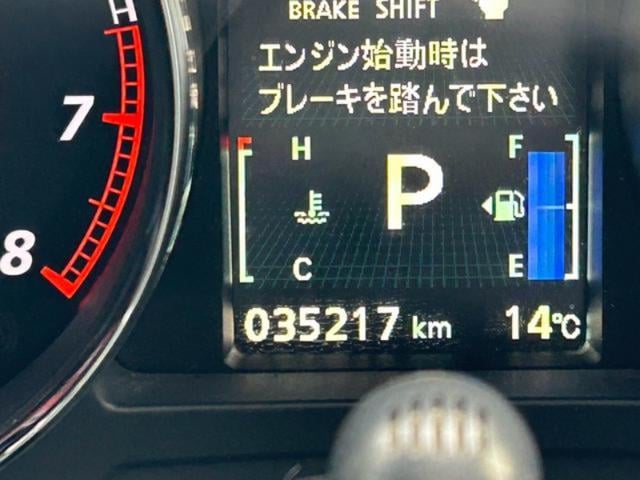 BRAKE SHIFT
エンジン始動時は
ブレーキを踏んで下さい
H
7
8
H
C
P
F
E
035217 km
14℃